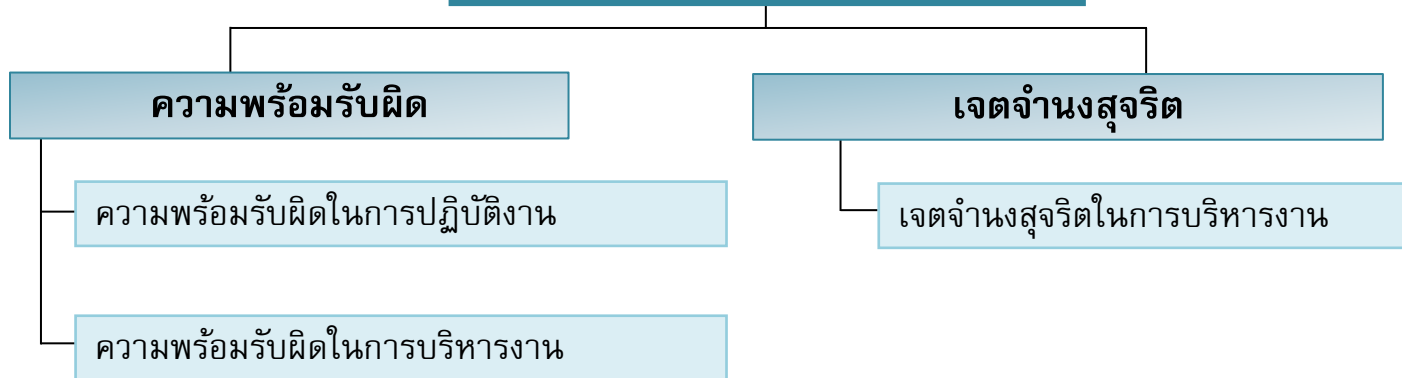 ความพร้อมรับผิด
ความพร้อมรับผิดในการปฏิบัติงาน
ความพร้อมรับผิดในการบริหารงาน
เจตจำนงสุจริต
เจตจำนงสุจริตในการบริหารงาน